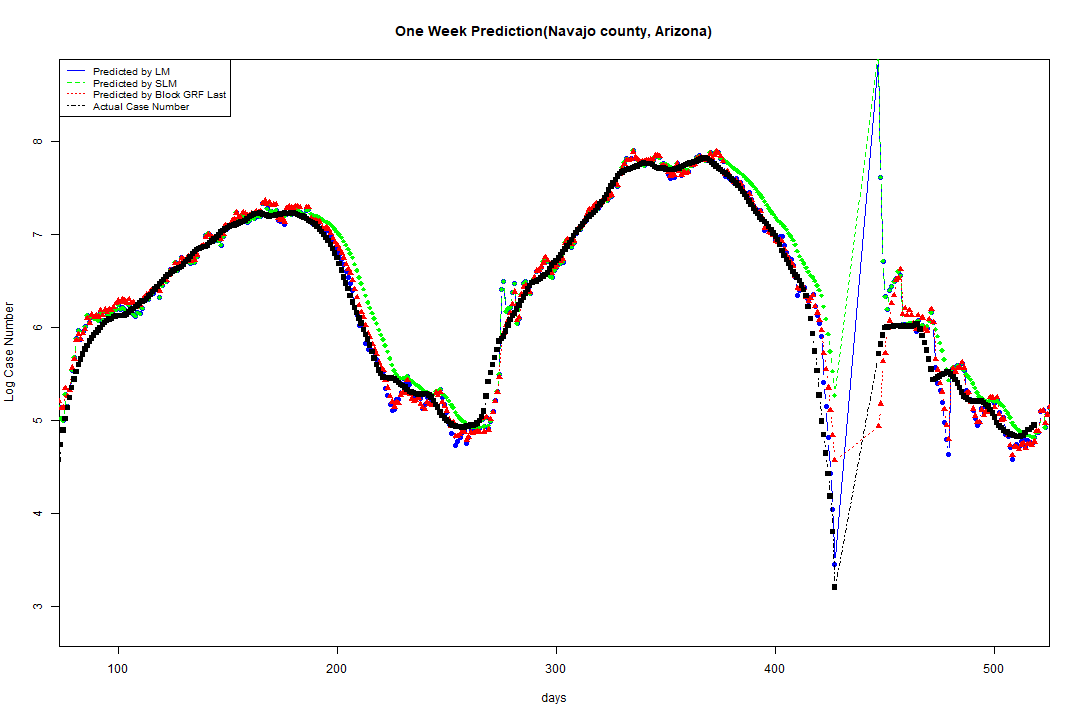 One Week Prediction(Navajo county, Arizona)
Predicted by LM
Predicted by SLM
Predicted by Block GRF Last
Actual Case Number
Log Case Number
8
7
6
5
4
3
100 200 300 400 500
days